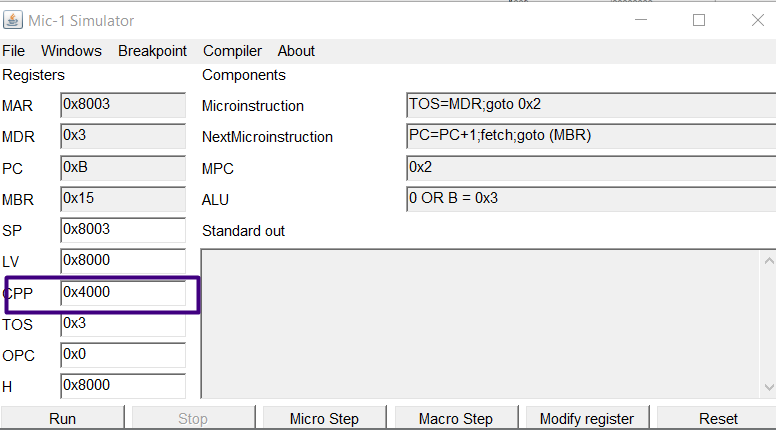 Mic-1 Simulator
File Windows Breakpoint Compiler About
Registers Components
MAR 0x8003 Microinstruction TOS=MDR;goto 0x2
MDR 0x3 NextMicroinstruction PC=PC+1;fetch;goto (MBR)
PC 0xB MPC 0x2
MBR 0x15 ALU 0 OR B = 0x3
SP 0x8003 Standard out
LV 0x8000
CPP 0x4000
TOS 0x3
OPC 0x0
H 0x8000
Run Stop Micro Step Macro Step Modify register Reset